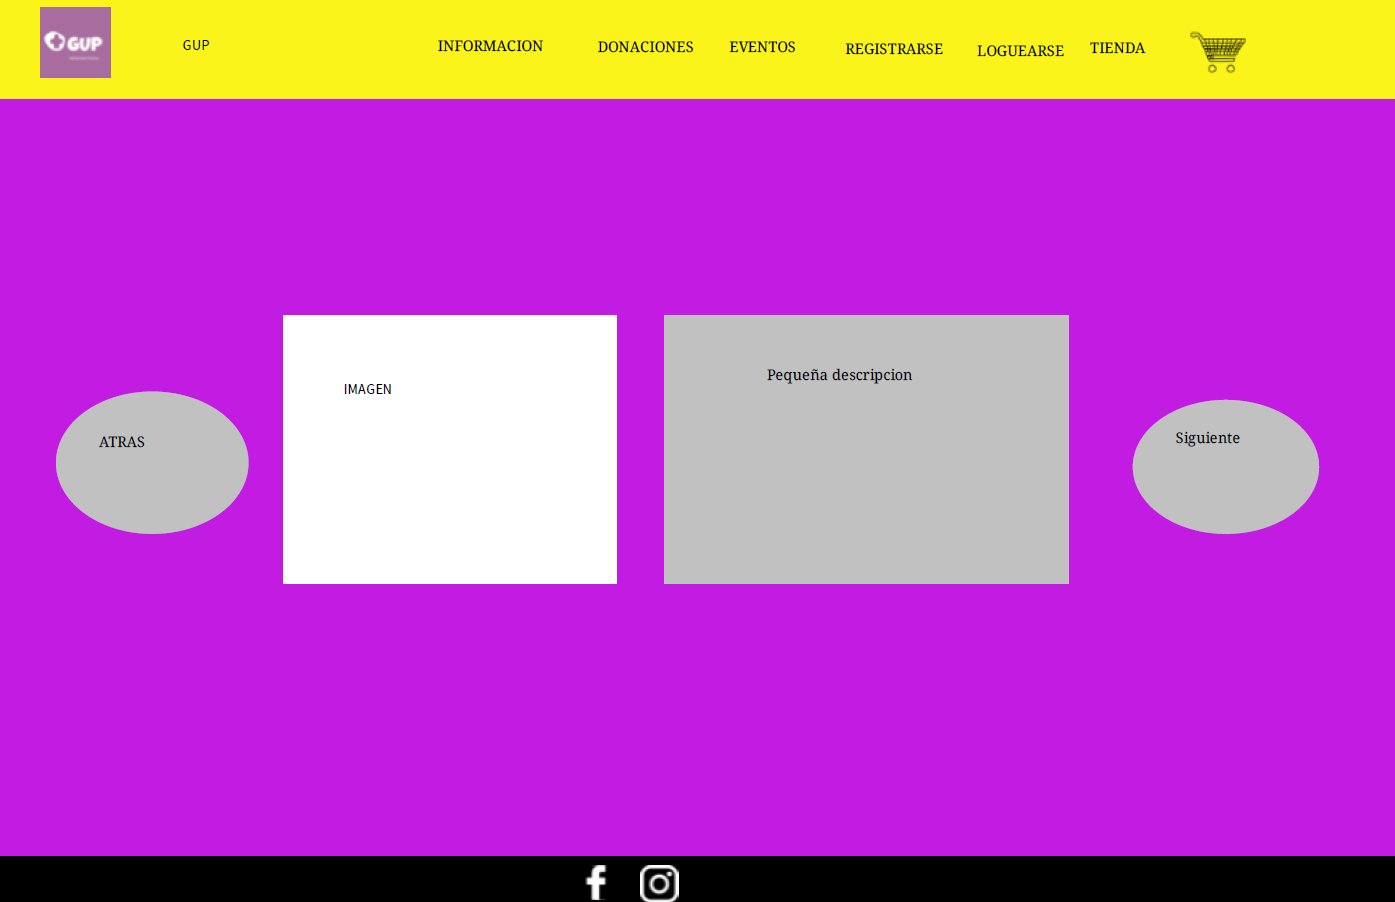 GUP
GUP
INFORMACION
DONACIONES
EVENTOS
REGISTRARSE
LOGUEARSE
TIENDA
IMAGEN
Pequeña descripcion
ATRAS
Siguiente